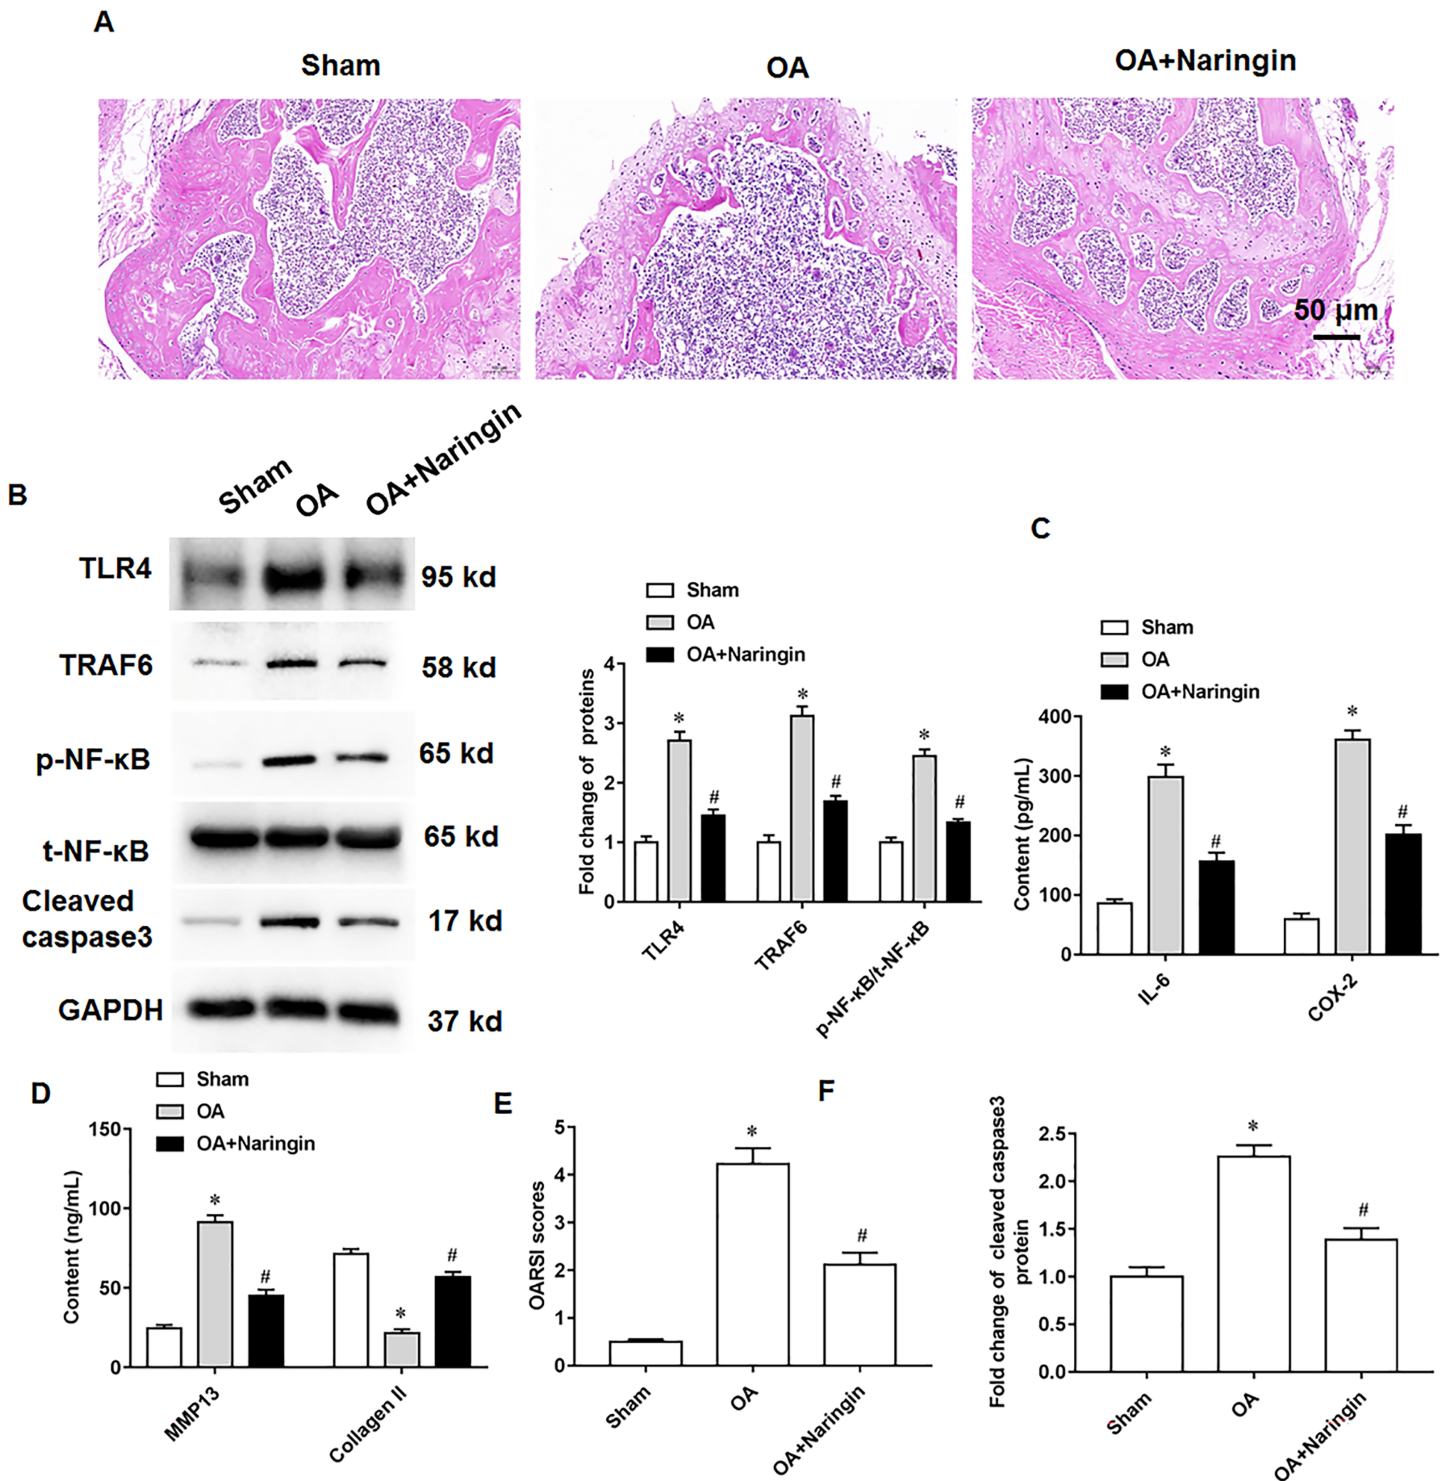 A
Sham
OA
OA+Naringin
50 μm
B
Sham
OA
OA+Naringin
TLR4
95 kd
TRAF6
58 kd
p-NF-κB
65 kd
t-NF-κB
65 kd
Cleaved
caspase3
17 kd
GAPDH
37 kd
Sham
OA
OA+Naringin
Fold change of proteins
4
3
2
1
0
*
#
*
#
*
#
TLR4
TRAF6
p-NF-κB/t-NF-κB
C
Sham
OA
OA+Naringin
Content (pg/mL)
400
300
200
100
0
*
#
*
#
IL-6
COX-2
D
Sham
OA
OA+Naringin
Content (ng/mL)
150
100
50
0
*
#
*
#
MMP13
Collagen II
E
OARSI scores
5
4
3
2
1
0
*
#
Sham
OA
OA+Naringin
F
Fold change of cleaved caspase3
protein
2.5
2.0
1.5
1.0
0.5
0.0
*
#
Sham
OA
OA+Naringin